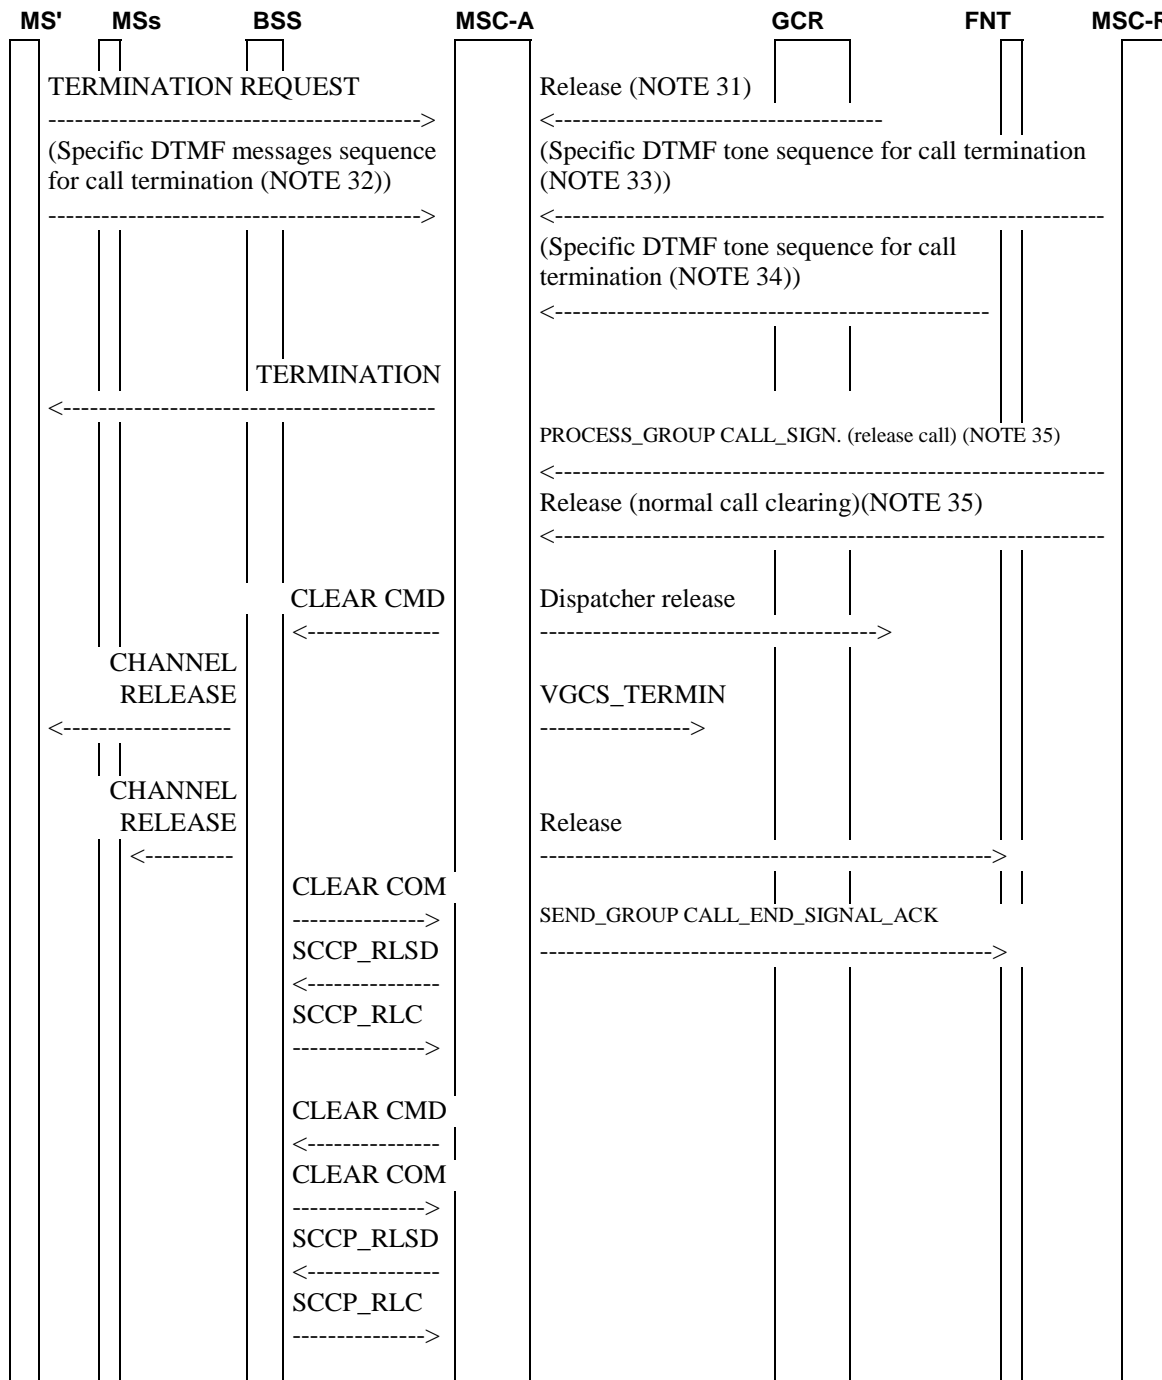 MS' MSs BSS MSC-A GCR FNT MSC-R
TERMINATION REQUEST Release (NOTE 31)
---------------------------------------------> <-------------------------------------
(Specific DTMF messages sequence (Specific DTMF tone sequence for call termination
for call termination (NOTE 32)) (NOTE 33))
---------------------------------------------> <--------------------------------------------------------------
(Specific DTMF tone sequence for call
termination (NOTE 34))
<-------------------------------------------------
TERMINATION
<------------------------------------------
PROCESS_GROUP CALL_SIGN. (release call) (NOTE 35)
<--------------------------------------------------------------
Release (normal call clearing)(NOTE 35)
<--------------------------------------------------------------
CLEAR CMD Dispatcher release
<--------------- -------------------------------------->
CHANNEL
RELEASE VGCS_TERMIN
<------------------- ----------------->
CHANNEL
RELEASE Release
<---------- --------------------------------------------------->
CLEAR COM
---------------> SEND_GROUP CALL_END_SIGNAL_ACK
SCCP_RLSD --------------------------------------------------->
<---------------
SCCP_RLC
--------------->
CLEAR CMD
<---------------
CLEAR COM
--------------->
SCCP_RLSD
<---------------
SCCP_RLC
--------------->